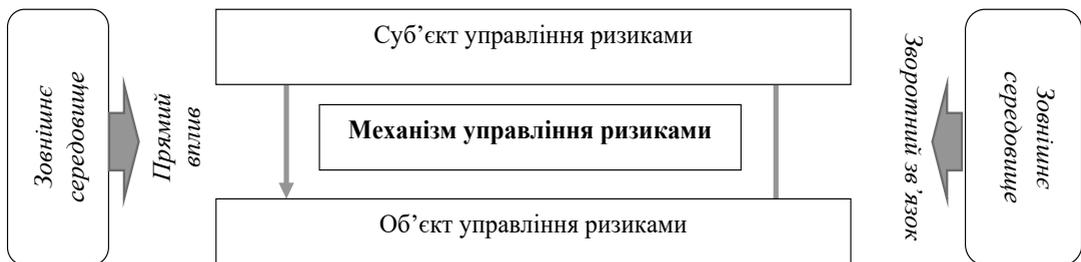 Зовнішнє
середовище
Прямий
вплив
Суб’єкт управління ризиками
Механізм управління ризиками
Об’єкт управління ризиками
Зворотний зв’язок
Зовнішнє
середовище